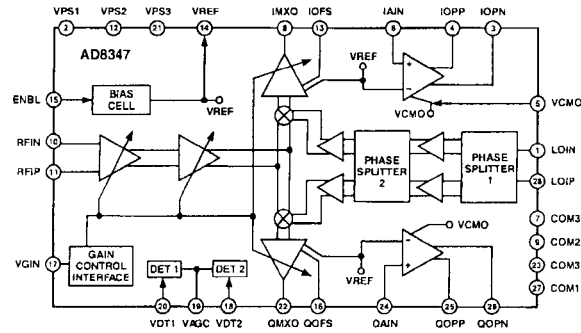 VPS1 VPS2 VPS3 VREF IMXO IOFS IAIN IOPP IOPN
2 12 21 14 8 13 6 4 3
AD8347
ENBL 15 BIAS CELL VREF
VREF
VCMO
5 VCMO
RFIN 10
RFIP 11
PHASE SPLITTER 2
PHASE SPLITTER 1
1 LOIN
28 LOIP
7 COM3
9 COM2
23 COM3
27 COM1
VCMO
VREF
VGIN 17
GAIN CONTROL INTERFACE
DET 1
DET 2
20 19 18 22 16 24 25 26
VDT1 VAGC VDT2 QMXO QOFS QAIN QOPP QOPN